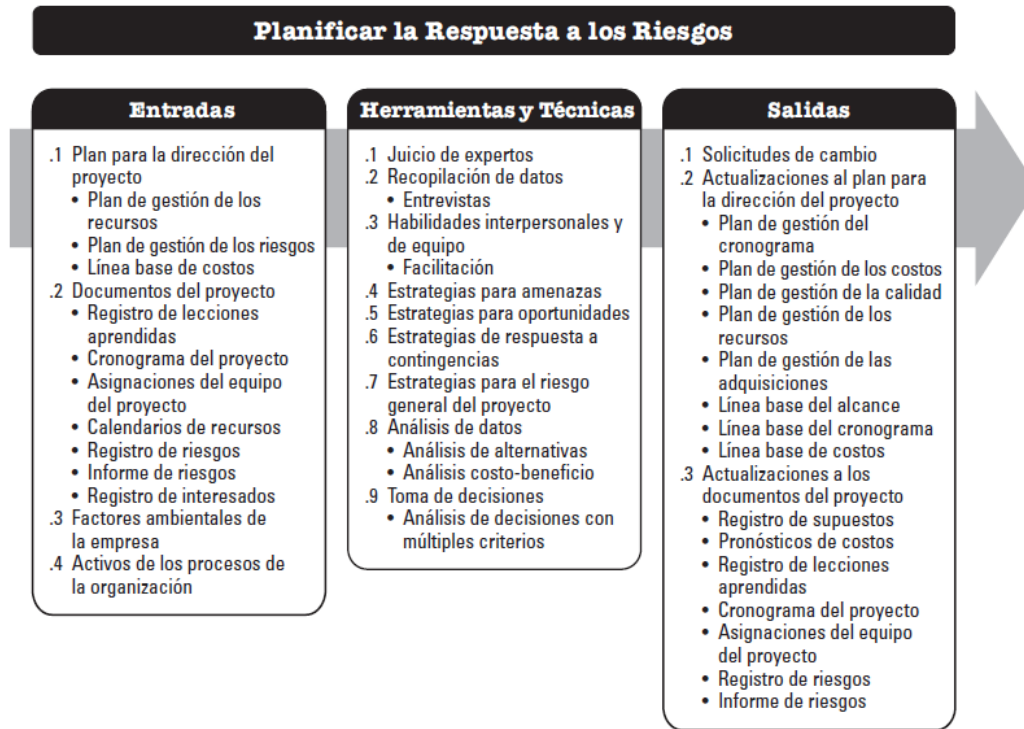 Planificar la Respuesta a los Riesgos
Entradas
.1 Plan para la dirección del
proyecto
• Plan de gestión de los
recursos
• Plan de gestión de los riesgos
• Línea base de costos
.2 Documentos del proyecto
• Registro de lecciones
aprendidas
• Cronograma del proyecto
• Asignaciones del equipo
del proyecto
• Calendarios de recursos
• Registro de riesgos
• Informe de riesgos
• Registro de interesados
.3 Factores ambientales de
la empresa
.4 Activos de los procesos de
la organización
Herramientas y Técnicas
.1 Juicio de expertos
.2 Recopilación de datos
• Entrevistas
.3 Habilidades interpersonales y
de equipo
• Facilitación
.4 Estrategias para amenazas
.5 Estrategias para oportunidades
.6 Estrategias de respuesta a
contingencias
.7 Estrategias para el riesgo
general del proyecto
.8 Análisis de datos
• Análisis de alternativas
• Análisis costo-beneficio
.9 Toma de decisiones
• Análisis de decisiones con
múltiples criterios
Salidas
.1 Solicitudes de cambio
.2 Actualizaciones al plan para
la dirección del proyecto
• Plan de gestión del
cronograma
• Plan de gestión de los costos
• Plan de gestión de la calidad
• Plan de gestión de los
recursos
• Plan de gestión de las
adquisiciones
• Línea base del alcance
• Línea base del cronograma
• Línea base de costos
.3 Actualizaciones a los
documentos del proyecto
• Registro de supuestos
• Pronósticos de costos
• Registro de lecciones
aprendidas
• Cronograma del proyecto
• Asignaciones del equipo
del proyecto
• Registro de riesgos
• Informe de riesgos